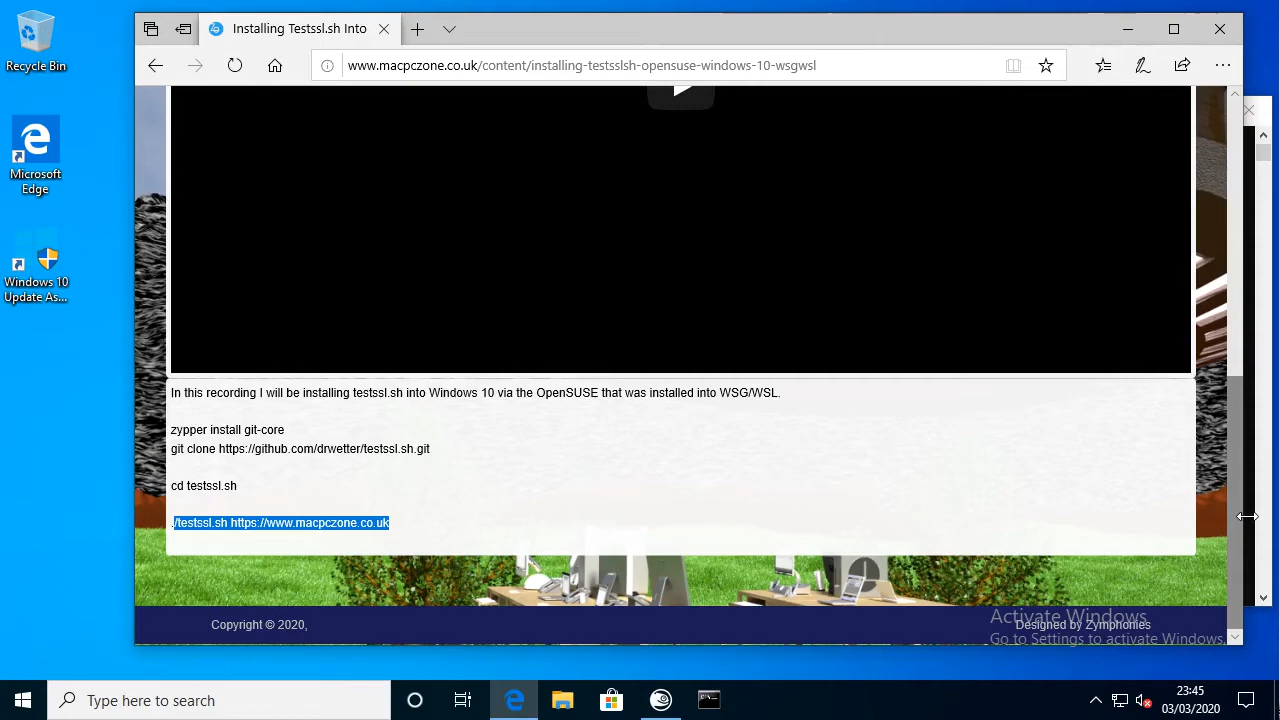 Recycle Bin
Microsoft
Edge
Windows 10
Update As...
Installing Testssl.sh Into
www.macpczone.co.uk/content/installing-testsslsh-opensuse-windows-10-wsgwsl
In this recording I will be installing testssl.sh into Windows 10 via the OpenSUSE that was installed into WSG/WSL.
zypper install git-core
git clone https://github.com/drwetter/testssl.sh.git
cd testssl.sh
./testssl.sh https://www.macpczone.co.uk
Copyright © 2020,
Designed by Zymphonies
Activate Windows
Go to Settings to activate Windows.
Type here to search
23:45
03/03/2020